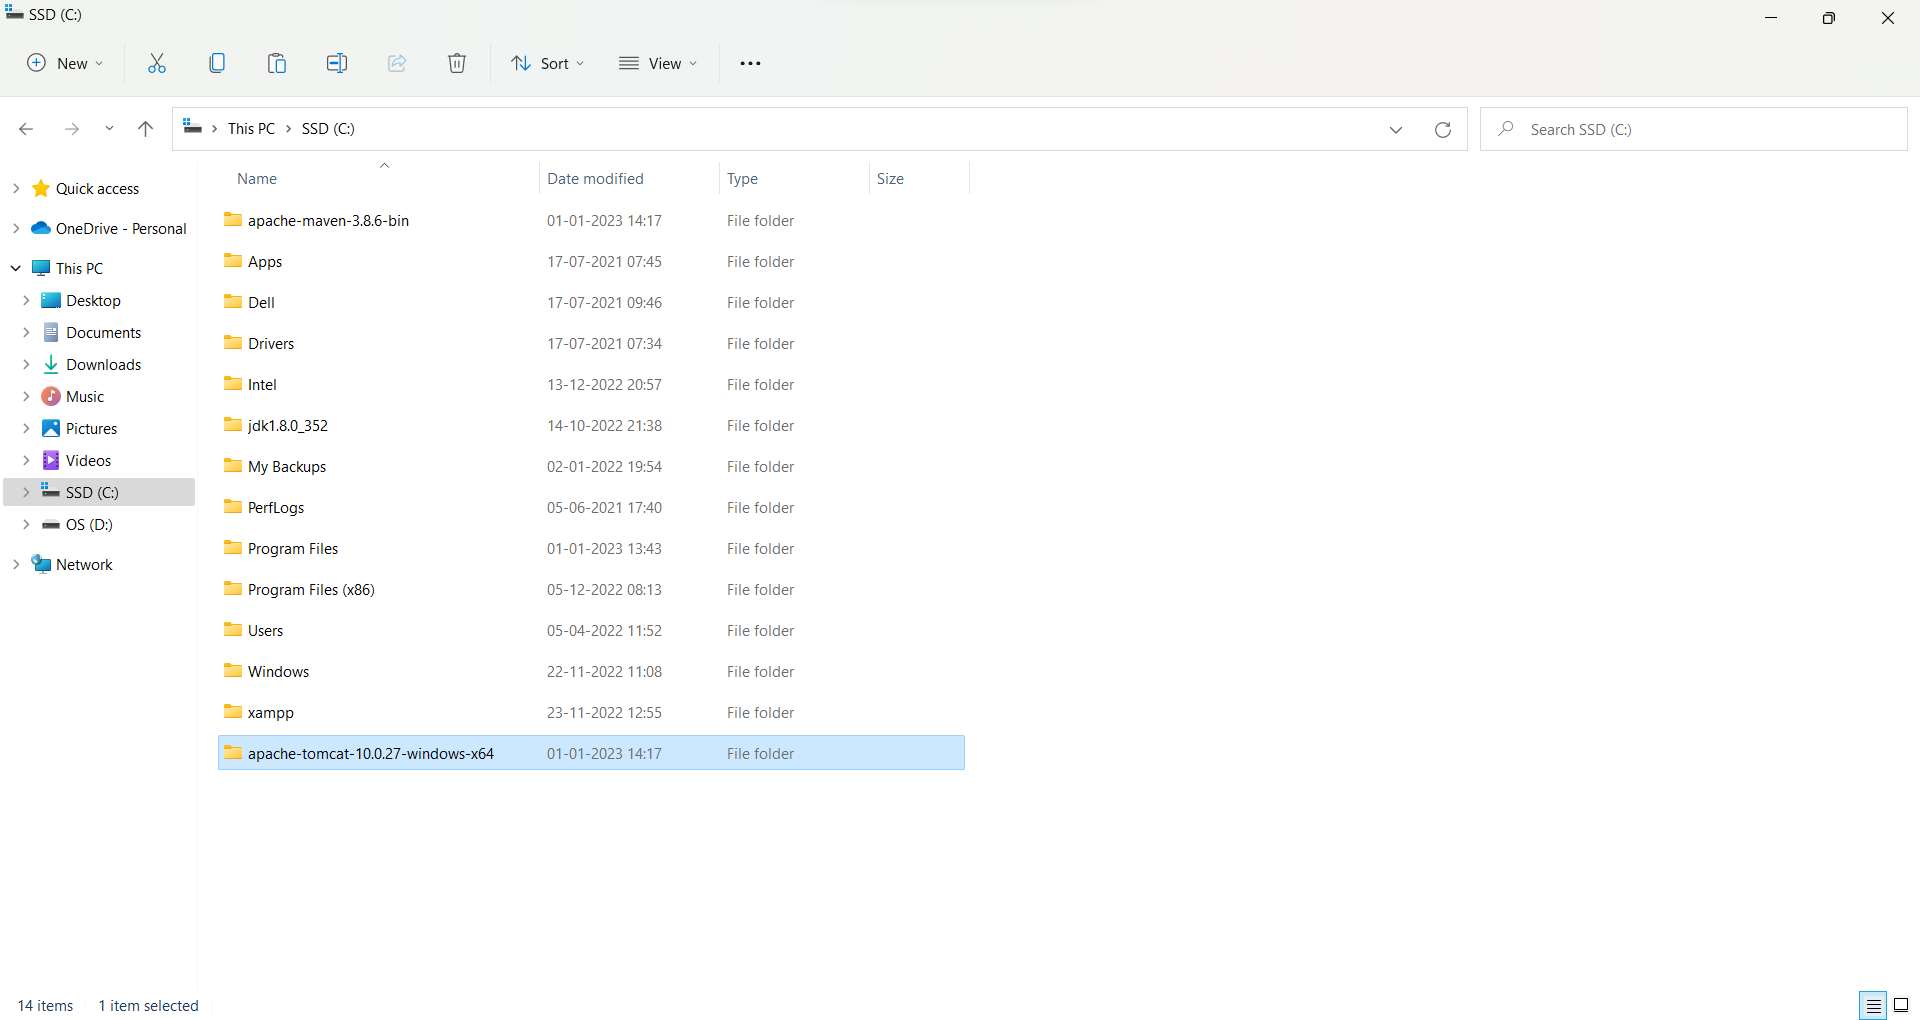 SSD (C:)
New
Sort
View
This PC > SSD (C:)
Search SSD (C:)
Quick access
OneDrive - Personal
This PC
Desktop
Documents
Downloads
Music
Pictures
Videos
SSD (C:)
OS (D:)
Network
Name Date modified Type Size
apache-maven-3.8.6-bin 01-01-2023 14:17 File folder
Apps 17-07-2021 07:45 File folder
Dell 17-07-2021 09:46 File folder
Drivers 17-07-2021 07:34 File folder
Intel 13-12-2022 20:57 File folder
jdk1.8.0_352 14-10-2022 21:38 File folder
My Backups 02-01-2022 19:54 File folder
PerfLogs 05-06-2021 17:40 File folder
Program Files 01-01-2023 13:43 File folder
Program Files (x86) 05-12-2022 08:13 File folder
Users 05-04-2022 11:52 File folder
Windows 22-11-2022 11:08 File folder
xampp 23-11-2022 12:55 File folder
apache-tomcat-10.0.27-windows-x64 01-01-2023 14:17 File folder
14 items 1 item selected